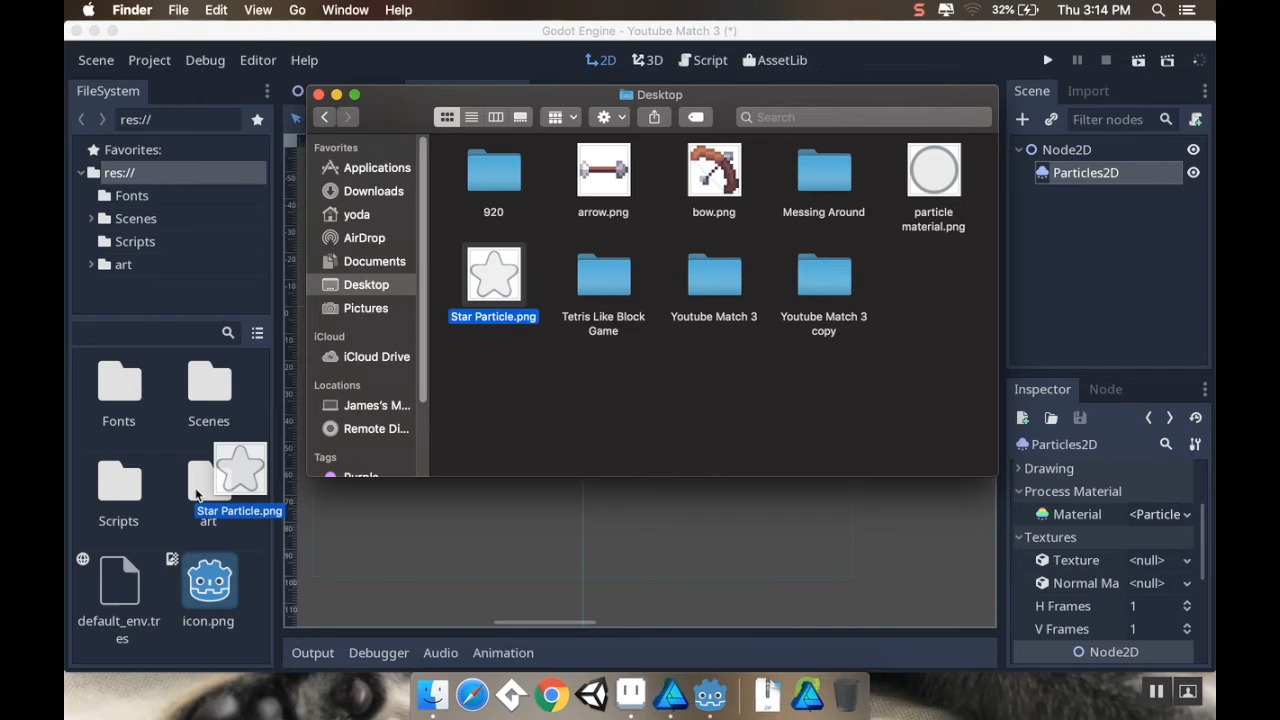 Finder File Edit View Go Window Help
S 32% Thu 3:14 PM
Godot Engine - Youtube Match 3 (*)
Scene Project Debug Editor Help
2D 3D Script AssetLib
FileSystem
res://
Favorites:
res://
Fonts
Scenes
Scripts
art
Fonts Scenes
Scripts art
Star Particle.png
default_env.tr
es
icon.png
Desktop
Search
Favorites
Applications
Downloads
yoda
AirDrop
Documents
Desktop
Pictures
iCloud
iCloud Drive
Locations
James's M...
Remote Di...
Tags
Purple
920
arrow.png
bow.png
Messing Around
particle
material.png
Star Particle.png
Tetris Like Block
Game
Youtube Match 3
Youtube Match 3
copy
Output Debugger Audio Animation
Scene Import
Filter nodes
Node2D
Particles2D
Inspector Node
Particles2D
Drawing
Process Material
Material <Particle
Textures
Texture <null>
Normal Ma <null>
H Frames 1
V Frames 1
Node2D